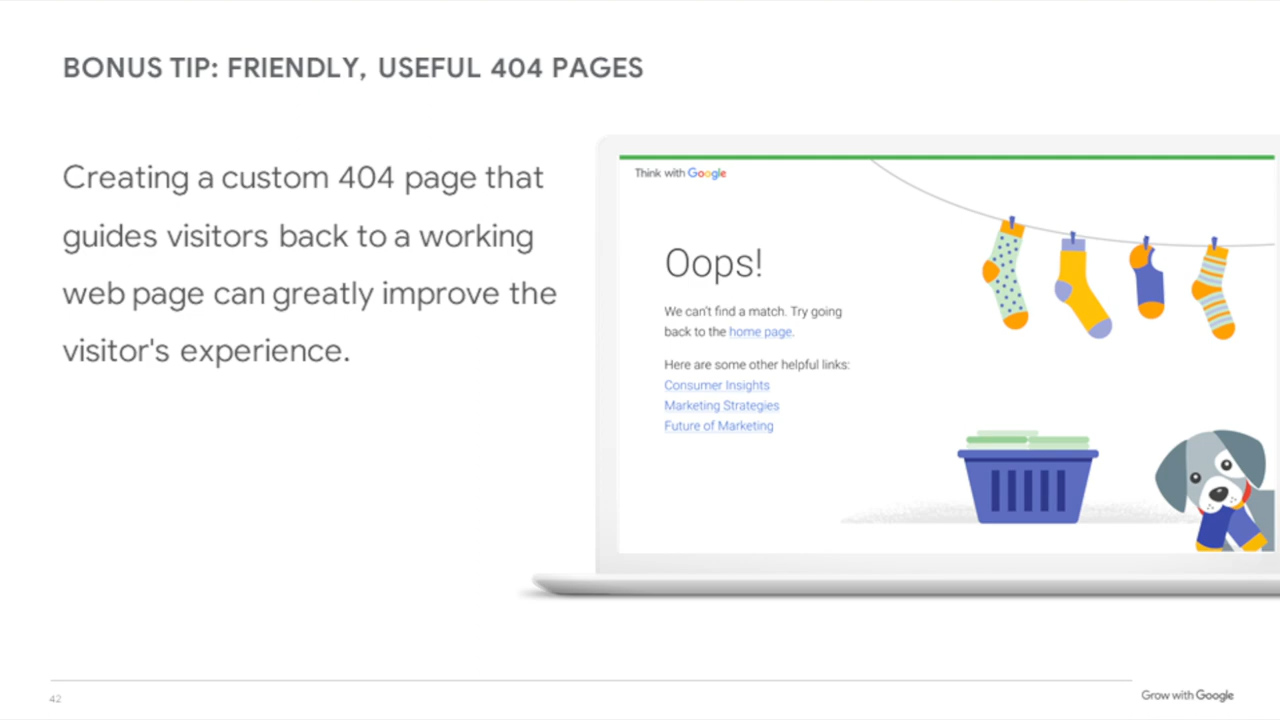 BONUS TIP: FRIENDLY, USEFUL 404 PAGES
Creating a custom 404 page that
guides visitors back to a working
web page can greatly improve the
visitor's experience.
Think with Google
Oops!
We can't find a match. Try going
back to the home page.
Here are some other helpful links:
Consumer Insights
Marketing Strategies
Future of Marketing
42
Grow with Google